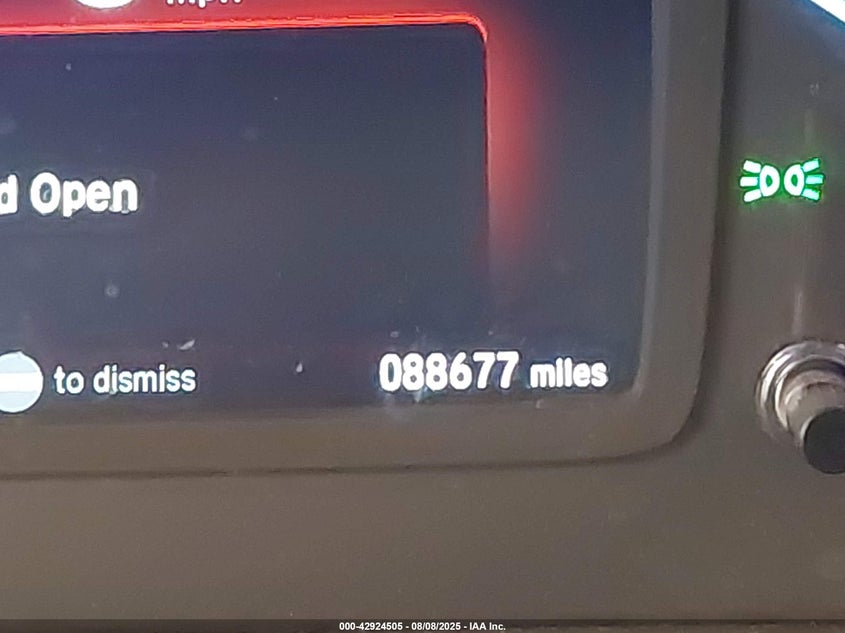 d Open
to dismiss
088677 miles
000-42924505 - 08/08/2025 - IAA Inc.